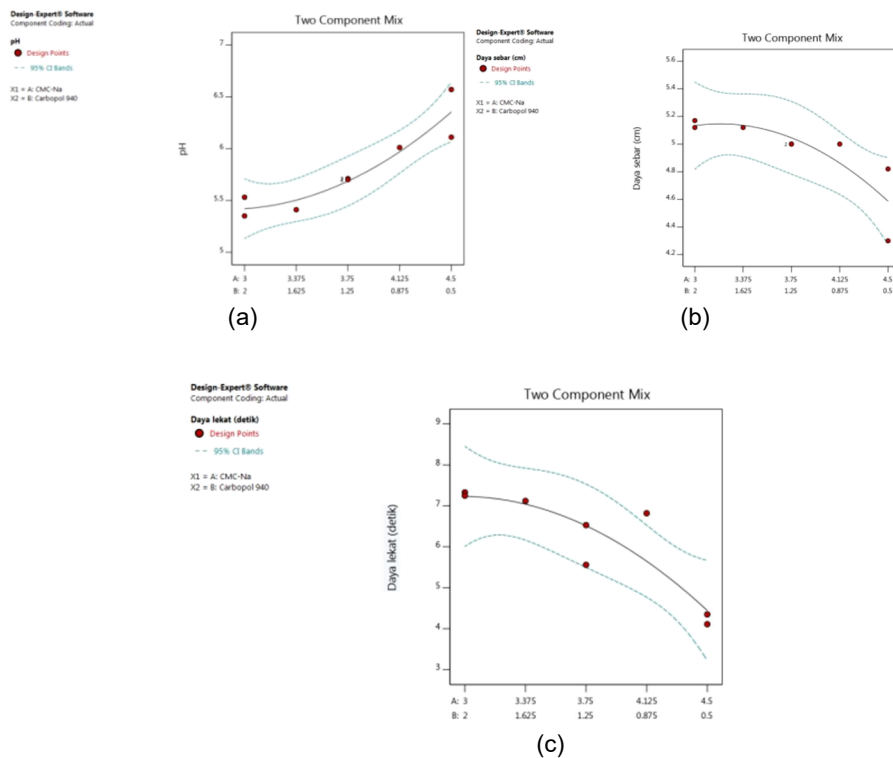 Design-Expert® Software
Component Coding: Actual
pH
Design Points
95% CI Bands
X1 = A: CMC-Na
X2 = B: Carbopol 940
Two Component Mix
7
6.5
6
5.5
5
pH
2
A: 3 3.375 3.75 4.125 4.5
B: 2 1.625 1.25 0.875 0.5
(a)
Design-Expert® Software
Component Coding: Actual
Daya sebar (cm)
Design Points
95% CI Bands
X1 = A: CMC-Na
X2 = B: Carbopol 940
Two Component Mix
5.6
5.4
5.2
5
4.8
4.6
4.4
4.2
Daya sebar (cm)
2
A: 3 3.375 3.75 4.125 4.5
B: 2 1.625 1.25 0.875 0.5
(b)
Design-Expert® Software
Component Coding: Actual
Daya lekat (detik)
Design Points
95% CI Bands
X1 = A: CMC-Na
X2 = B: Carbopol 940
Two Component Mix
9
8
7
6
5
4
3
Daya lekat (detik)
A: 3 3.375 3.75 4.125 4.5
B: 2 1.625 1.25 0.875 0.5
(c)